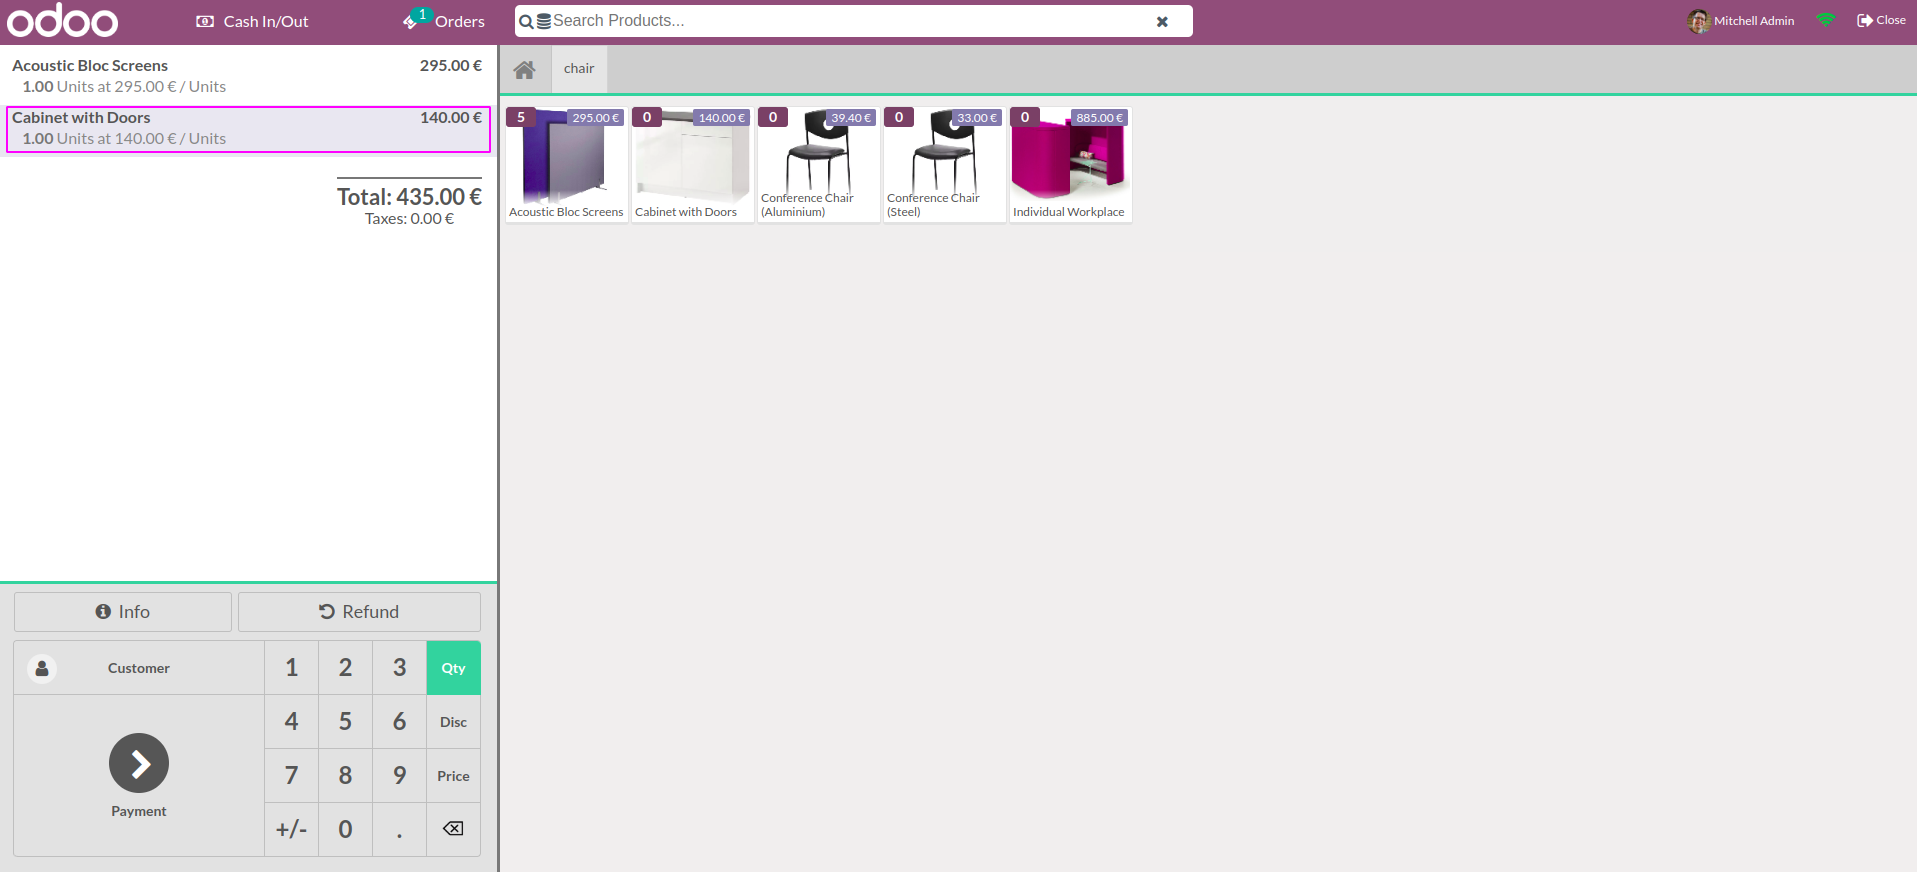 odoo
Cash In/Out
1
Orders
Search Products...
Mitchell Admin
Close
Acoustic Bloc Screens 295.00 €
1.00 Units at 295.00 € / Units
Cabinet with Doors 140.00 €
1.00 Units at 140.00 € / Units
Total: 435.00 €
Taxes: 0.00 €
chair
5 295.00 €
Acoustic Bloc Screens
0 140.00 €
Cabinet with Doors
0 39.40 €
Conference Chair
(Aluminium)
0 33.00 €
Conference Chair
(Steel)
0 885.00 €
Individual Workplace
Info
Refund
Customer
1 2 3 Qty
4 5 6 Disc
7 8 9 Price
+/- 0 .
Payment